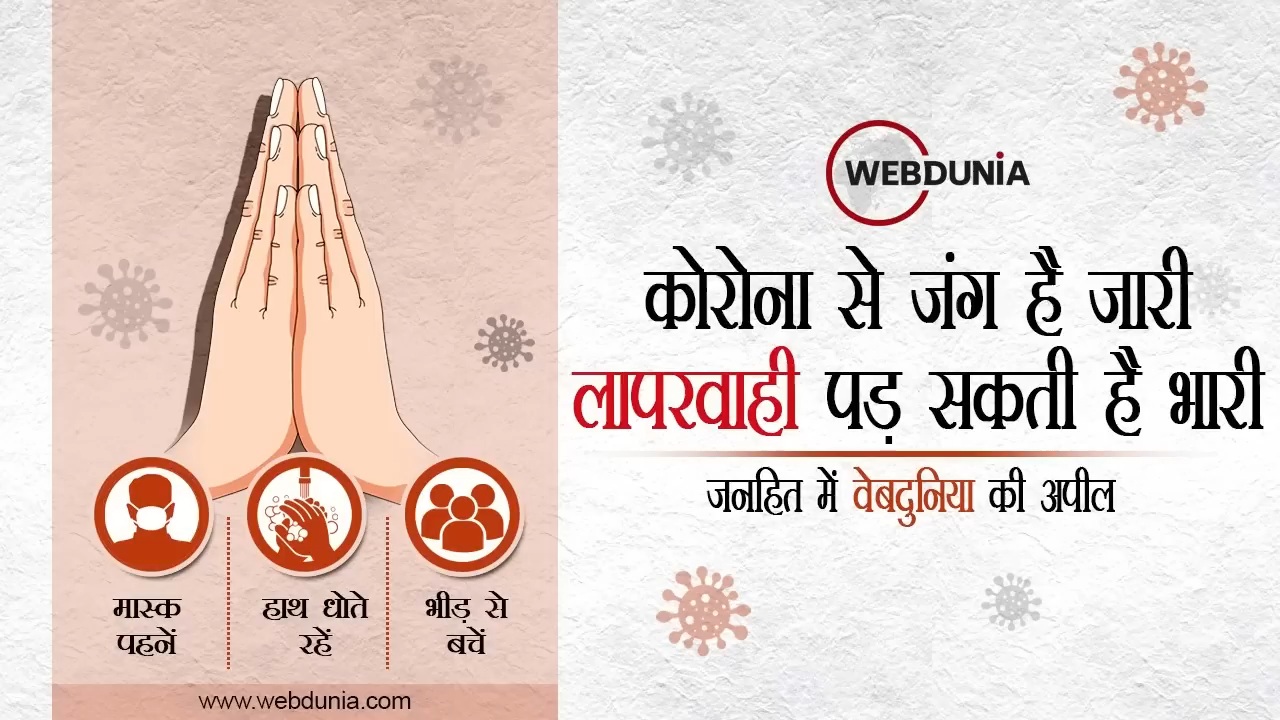 WEBDUNIA
कोरोना से जंग है जारी
लापरवाही पड़ सकती है भारी
जनहित में वेबदुनिया की अपील
मास्क
पहनें
हाथ धोते
रहें
भीड़ से
बचें
www.webdunia.com